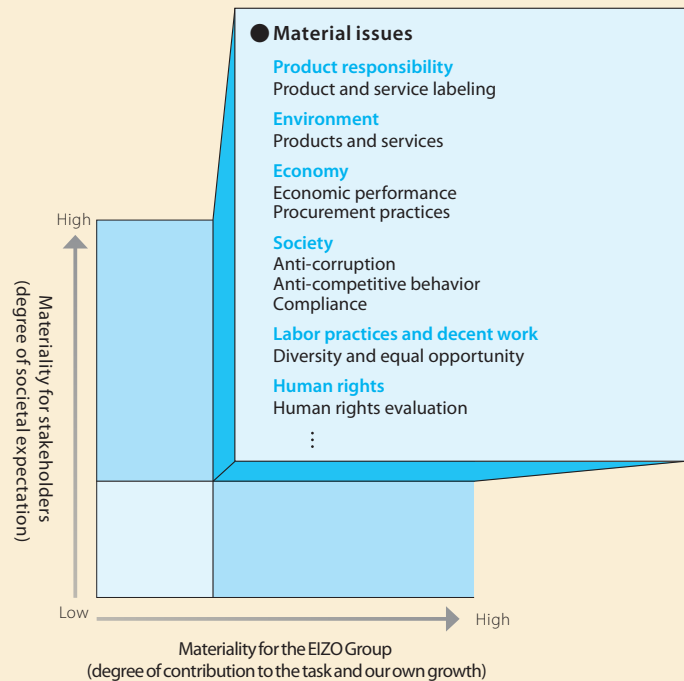 ● Material issues
Product responsibility
Product and service labeling
Environment
Products and services
Economy
Economic performance
Procurement practices
Society
Anti-corruption
Anti-competitive behavior
Compliance
Labor practices and decent work
Diversity and equal opportunity
Human rights
Human rights evaluation
⋮
High
Materiality for stakeholders
(degree of societal expectation)
Low
High
Materiality for the EIZO Group
(degree of contribution to the task and our own growth)